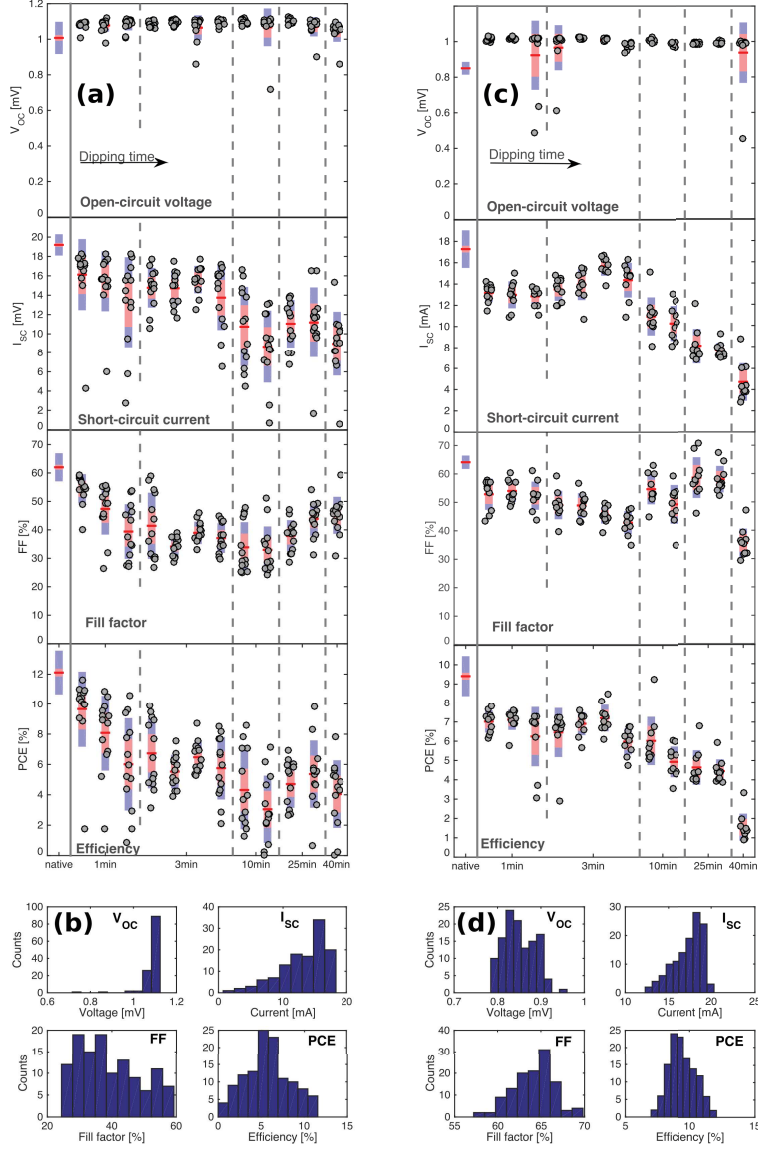 (a)
V_OC [mV]
1.2
1
0.8
0.6
0.4
0.2
0
Dipping time
Open-circuit voltage
I_SC [mV]
20
18
16
14
12
10
8
6
4
2
0
Short-circuit current
FF [%]
70
60
50
40
30
20
10
0
Fill factor
PCE [%]
12
10
8
6
4
2
0
Efficiency
native 1min 3min 10min 25min 40min
(c)
V_OC [mV]
1.2
1
0.8
0.6
0.4
0.2
0
Dipping time
Open-circuit voltage
I_SC [mA]
18
16
14
12
10
8
6
4
2
0
Short-circuit current
FF [%]
70
60
50
40
30
20
10
0
Fill factor
PCE [%]
10
9
8
7
6
5
4
3
2
1
0
Efficiency
native 1min 3min 10min 25min 40min
(b)
V_OC
Counts
100
80
60
40
20
0
0.6 0.8 1 1.2
Voltage [mV]
I_SC
40
30
20
10
0
0 10 20
Current [mA]
FF
Counts
20
15
10
5
0
20 40 60
Fill factor [%]
PCE
25
20
15
10
5
0
0 5 10 15
Efficiency [%]
(d)
V_OC
Counts
25
20
15
10
5
0
0.7 0.8 0.9 1
Voltage [mV]
I_SC
30
20
10
0
10 15 20 25
Current [mA]
FF
Counts
40
30
20
10
0
55 60 65 70
Fill factor [%]
PCE
25
20
15
10
5
0
5 10 15
Efficiency [%]